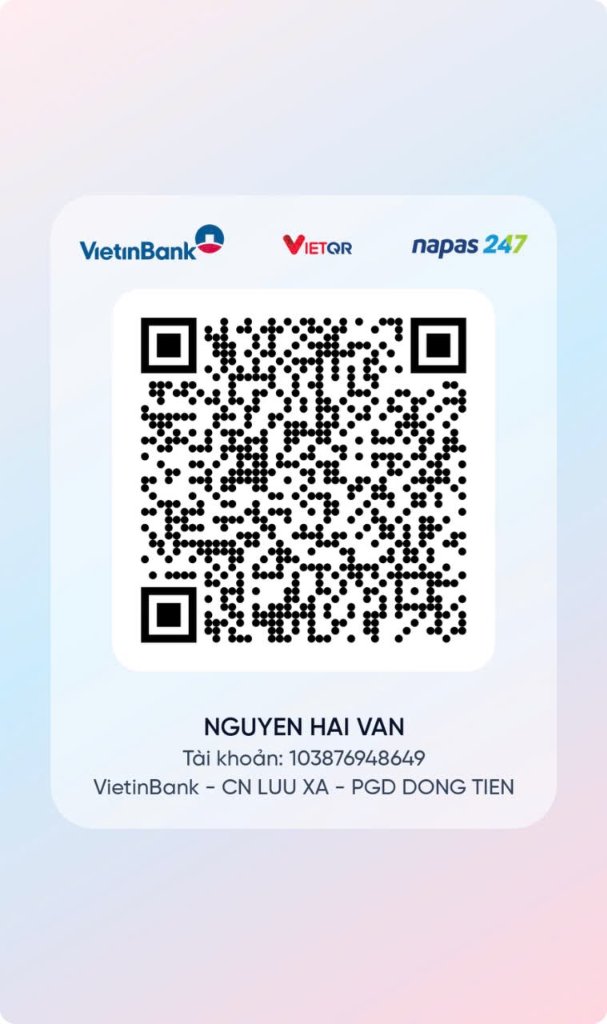 VietinBank
VIETQR
napas 247
NGUYEN HAI VAN
Tài khoản: 103876948649
VietinBank - CN LUU XA - PGD DONG TIEN